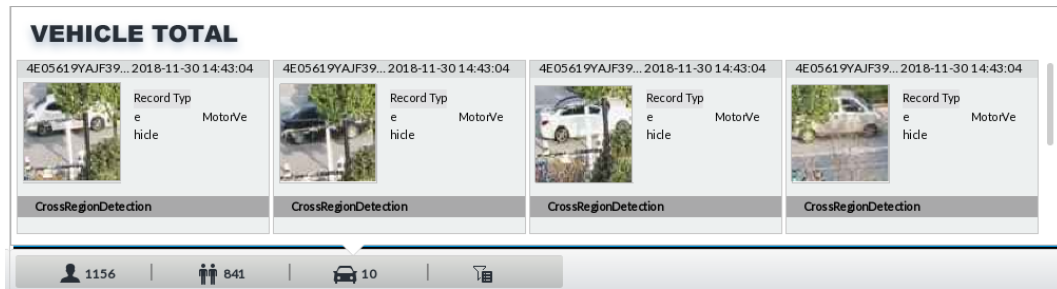 VEHICLE TOTAL
4E05619YAJF39... 2018-11-30 14:43:04
Record Typ
e MotorVe
hicle
CrossRegionDetection
4E05619YAJF39... 2018-11-30 14:43:04
Record Typ
e MotorVe
hicle
CrossRegionDetection
4E05619YAJF39... 2018-11-30 14:43:04
Record Typ
e MotorVe
hicle
CrossRegionDetection
4E05619YAJF39... 2018-11-30 14:43:04
Record Typ
e MotorVe
hicle
CrossRegionDetection
1156 | 841 | 10 |